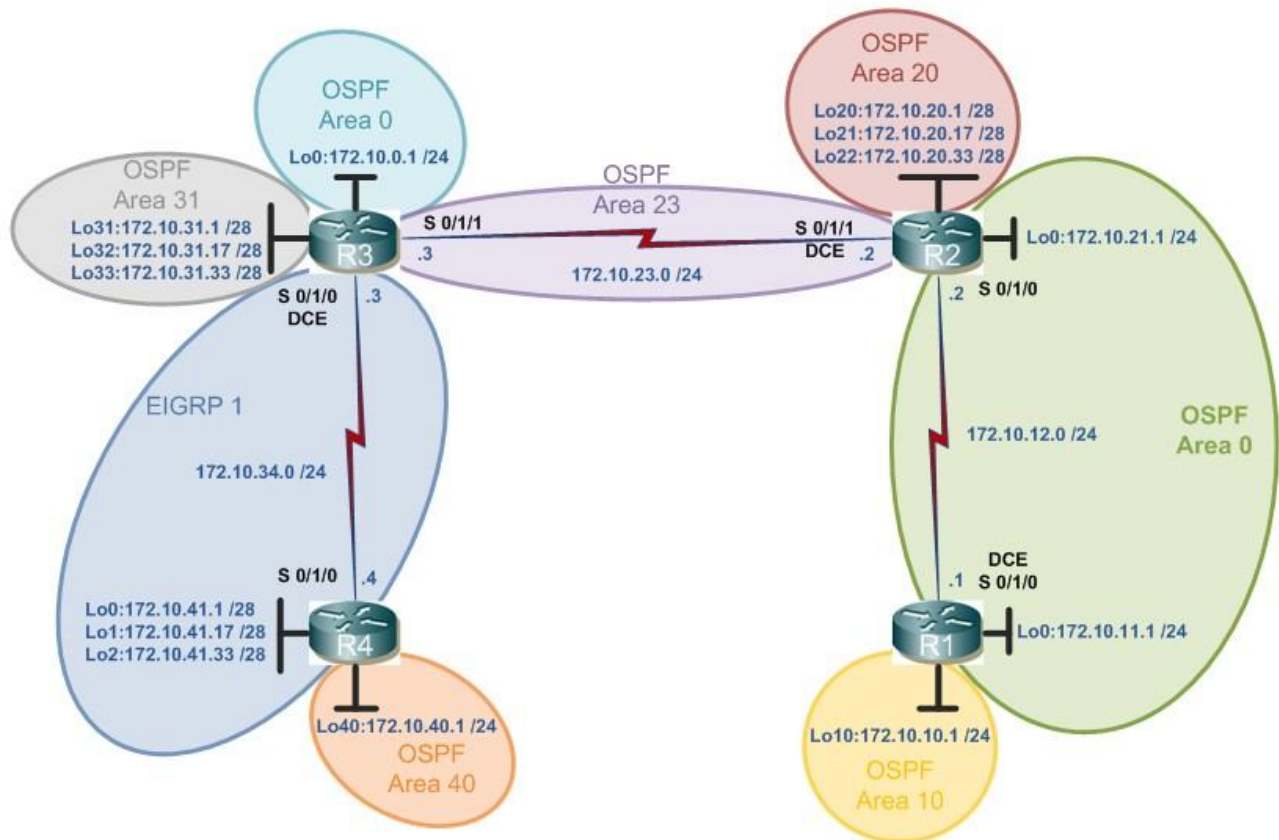 OSPF
Area 0
Lo0:172.10.0.1 /24
OSPF
Area 20
Lo20:172.10.20.1 /28
Lo21:172.10.20.17 /28
Lo22:172.10.20.33 /28
OSPF
Area 31
Lo31:172.10.31.1 /28
Lo32:172.10.31.17 /28
Lo33:172.10.31.33 /28
R3
OSPF
Area 23
S 0/1/1
.3
172.10.23.0 /24
S 0/1/1
DCE
.2
R2
Lo0:172.10.21.1 /24
S 0/1/0
DCE
.3
.2
S 0/1/0
EIGRP 1
172.10.34.0 /24
172.10.12.0 /24
OSPF
Area 0
S 0/1/0
.4
Lo0:172.10.41.1 /28
Lo1:172.10.41.17 /28
Lo2:172.10.41.33 /28
R4
Lo40:172.10.40.1 /24
OSPF
Area 40
.1
DCE
S 0/1/0
R1
Lo0:172.10.11.1 /24
Lo10:172.10.10.1 /24
OSPF
Area 10